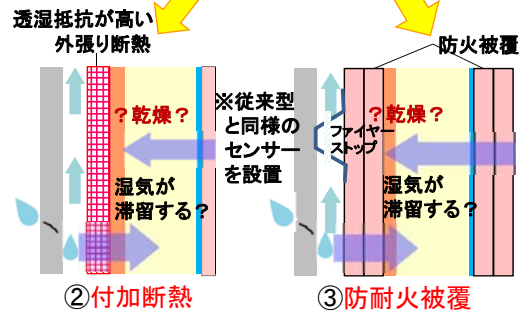 透湿抵抗が高い
外張り断熱
？乾燥？
湿気が
滞留する？
②付加断熱
※従来型
と同様の
センサー
を設置
防火被覆
？乾燥？
ファイヤー
ストップ
湿気が
滞留する？
③防耐火被覆